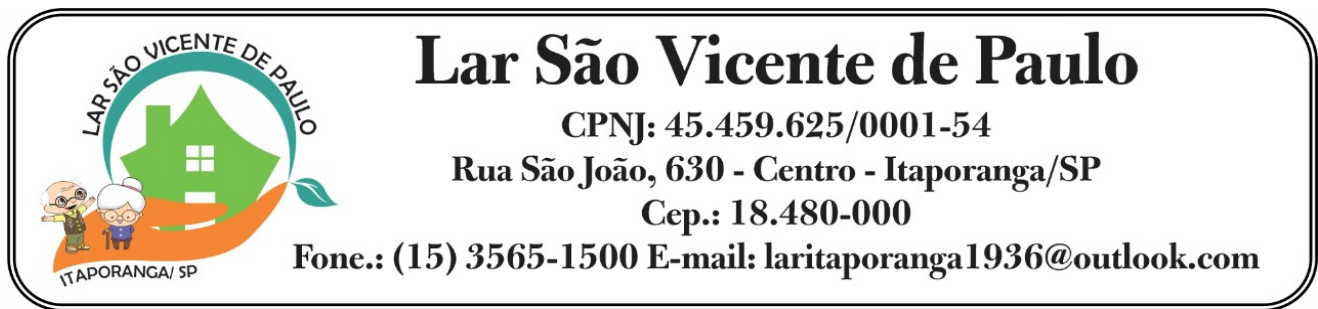 LAR SÃO VICENTE DE PAULO
ITAPORANGA/ SP
Lar São Vicente de Paulo
CPNJ: 45.459.625/0001-54
Rua São João, 630 - Centro - Itaporanga/SP
Cep.: 18.480-000
Fone.: (15) 3565-1500 E-mail: laritaporanga1936@outlook.com